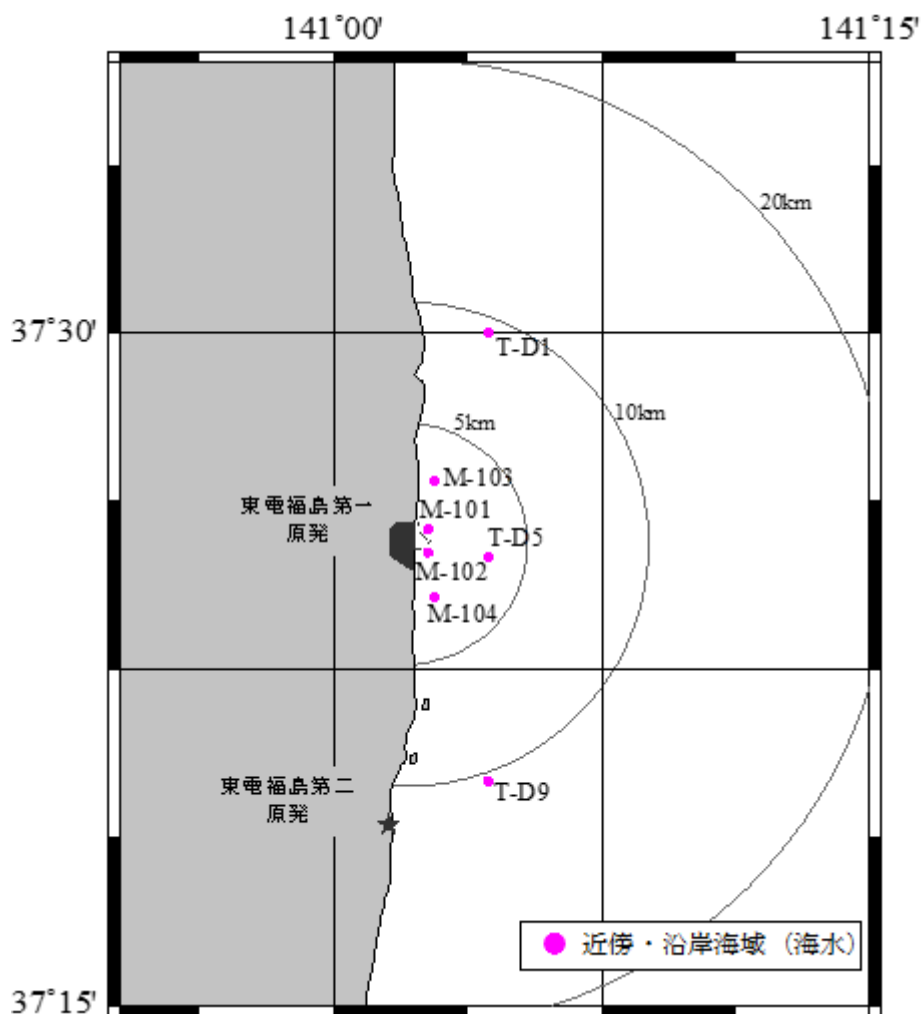 141°00'
141°15'
20km
37°30'
T-D1
10km
5km
M-103
東電福島第一
原発
M-101
T-D5
M-102
M-104
東電福島第二
原発
T-D9
近傍・沿岸海域（海水）
37°15'